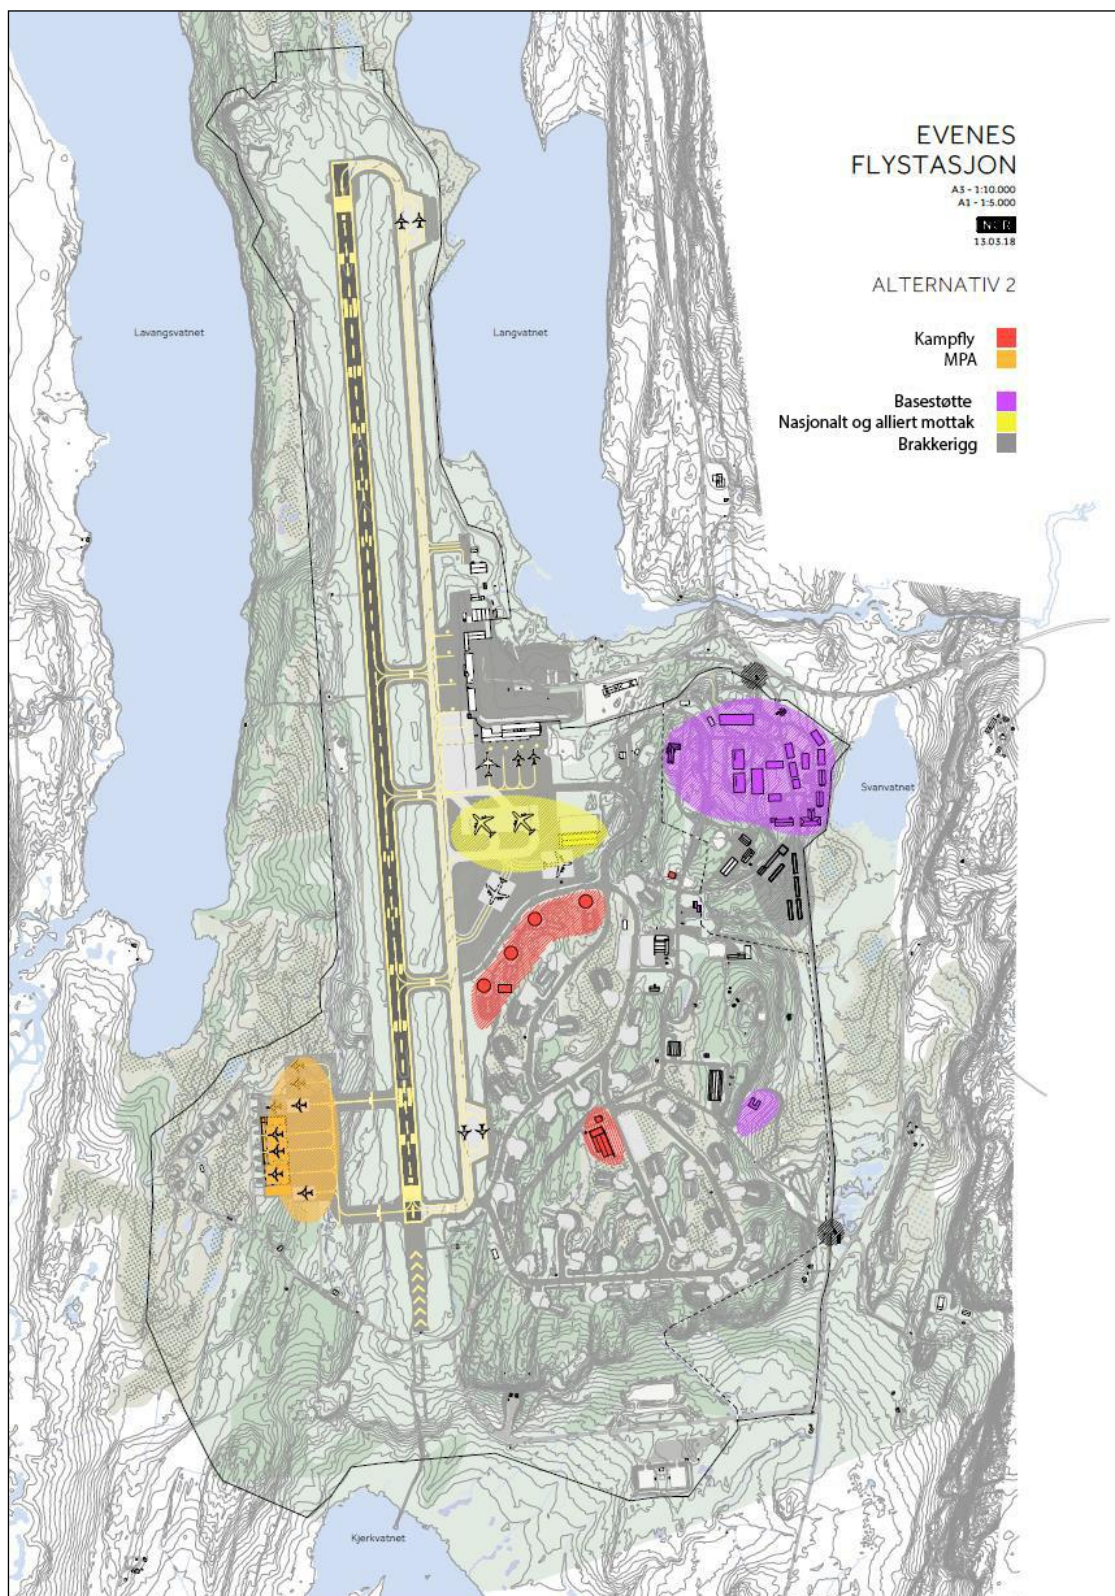 EVENES
FLYSTASJON
A3 - 1:10.000
A1 - 1:5.000
13.03.18
ALTERNATIV 2
Kampfly
MPA
Basestøtte
Nasjonalt og alliert mottak
Brakkerigg
Lavangsvatnet
Langvatnet
Svanvatnet
Kjerkvatnet